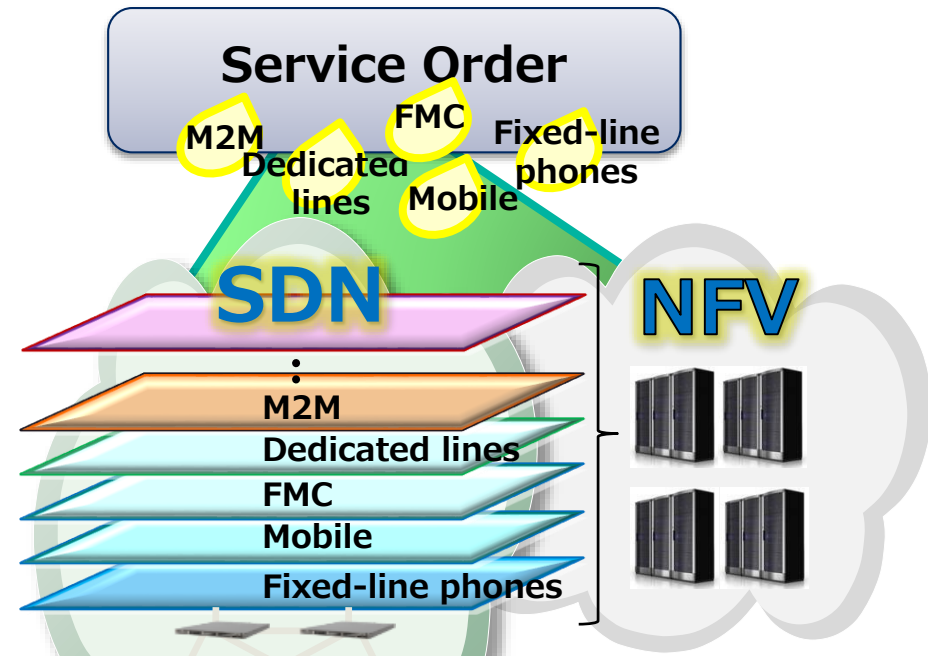 Service Order
M2M
FMC
Dedicated
lines
Mobile
Fixed-line
phones
SDN
NFV
:
M2M
Dedicated lines
FMC
Mobile
Fixed-line phones